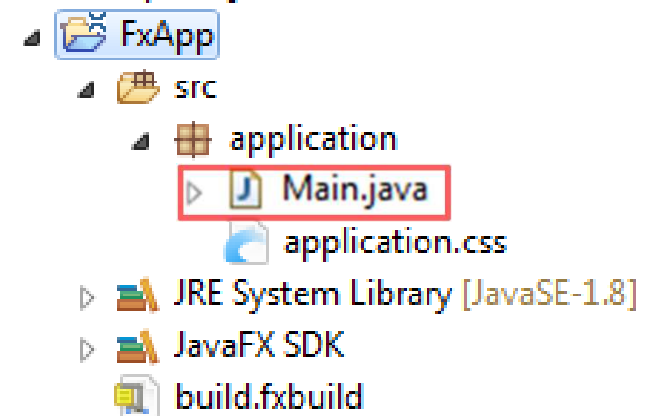 FxApp
src
application
Main.java
application.css
JRE System Library [JavaSE-1.8]
JavaFX SDK
build.fxbuild